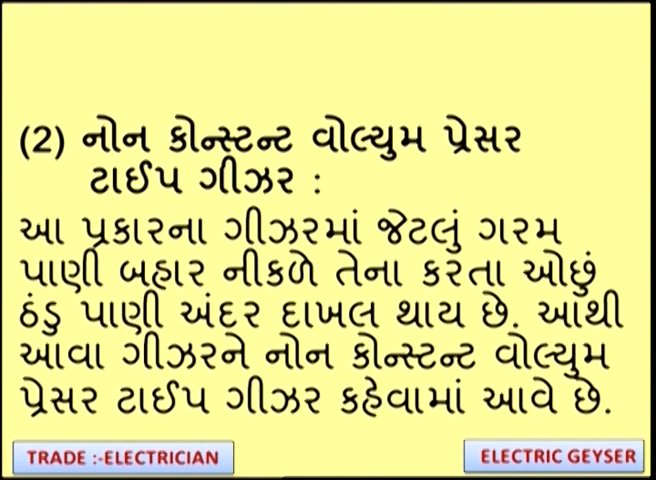 (2) નોન કોન્સ્ટન્ટ વોલ્યુમ પ્રેસર
ટાઈપ ગીઝર :
આ પ્રકારના ગીઝરમાં જેટલું ગરમ
પાણી બહાર નીકળે તેના કરતા ઓછું
ઠંડુ પાણી અંદર દાખલ થાય છે. આથી
આવા ગીઝરને નોન કોન્સ્ટન્ટ વોલ્યુમ
પ્રેસર ટાઈપ ગીઝર કહેવામાં આવે છે.
TRADE :-ELECTRICIAN
ELECTRIC GEYSER